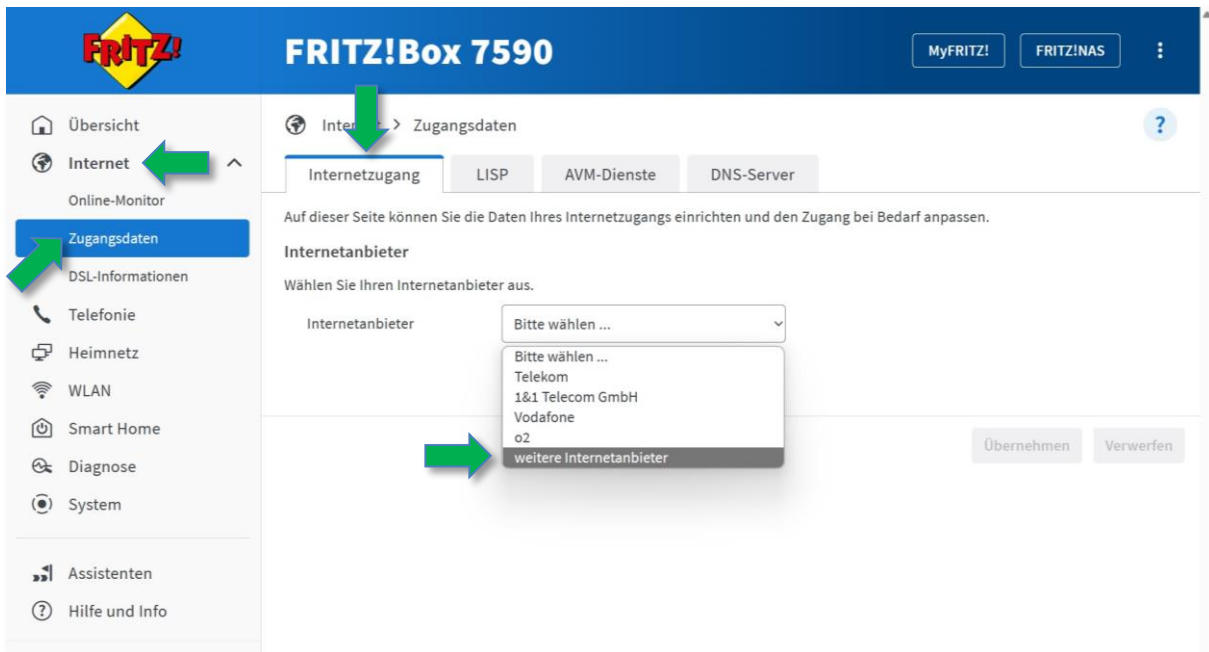 FRITZ!
FRITZ!Box 7590
MyFRITZ!
FRITZ!NAS
Übersicht
Internet
Online-Monitor
Zugangsdaten
DSL-Informationen
Telefonie
Heimnetz
WLAN
Smart Home
Diagnose
System
Assistenten
Hilfe und Info
> Zugangsdaten
?
Internetzugang
LISP
AVM-Dienste
DNS-Server
Auf dieser Seite können Sie die Daten Ihres Internetzugangs einrichten und den Zugang bei Bedarf anpassen.
Internetanbieter
Wählen Sie Ihren Internetanbieter aus.
Internetanbieter
Bitte wählen ...
Bitte wählen ...
Telekom
1&1 Telecom GmbH
Vodafone
o2
weitere Internetanbieter
Übernehmen
Verwerfen